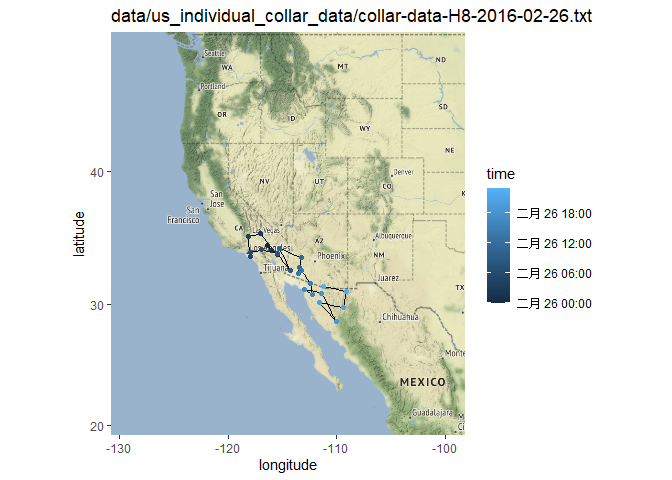 data/us_individual_collar_data/collar-data-H8-2016-02-26.txt
Seattle
WA
MT
ND
Portland
OR
ID
SD
WY
NE
NV
UT
Denver
CO
San
Jose
San
Francisco
CA
Las Vegas
Los Angeles
AZ
Phoenix
Albuquerque
NM
Tijuana
Juarez
TX
Chihuahua
MEXICO
Guadalajara
40
30
20
-130
-120
-110
-100
longitude
latitude
time
二月 26 18:00
二月 26 12:00
二月 26 06:00
二月 26 00:00